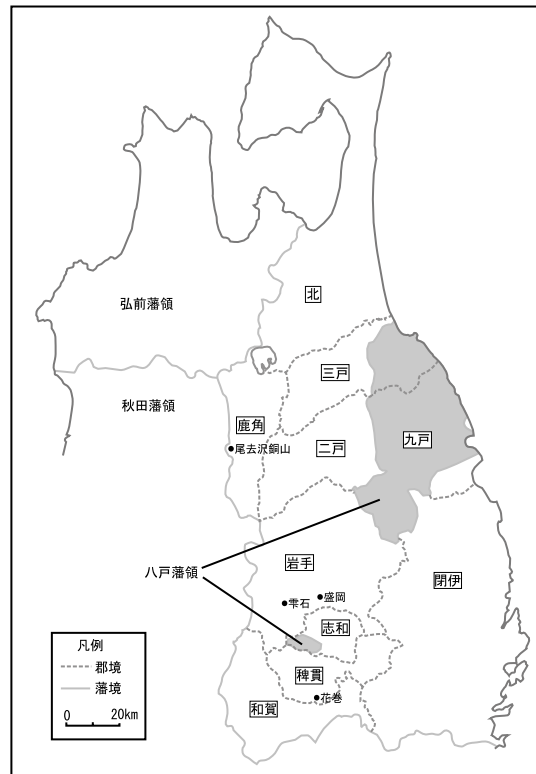 北
弘前藩領
三戸
秋田藩領
鹿角
九戸
二戸
尾去沢銅山
岩手
八戸藩領
閉伊
盛岡
雫石
志和
凡例
郡境
藩境
0 20km
稗貫
花巻
和賀